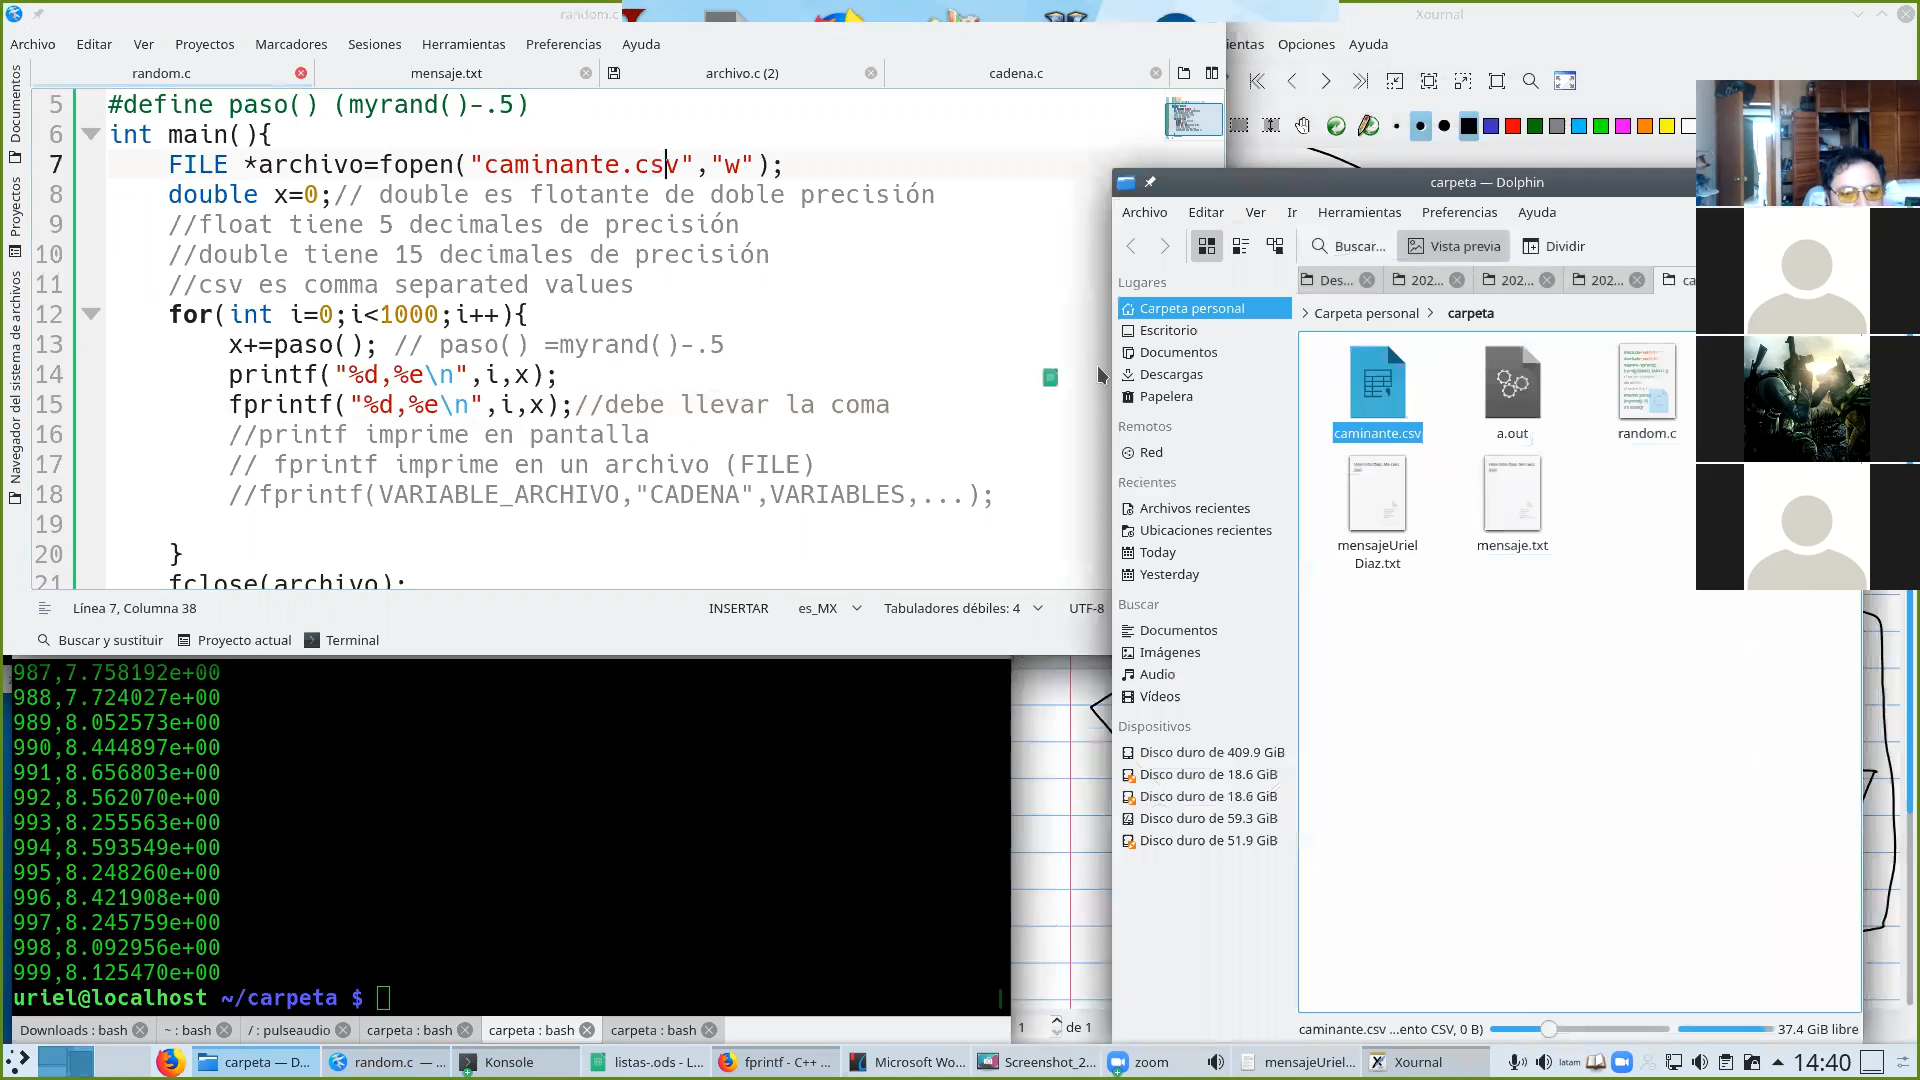 random.c
Xournal
Archivo Editar Ver Proyectos Marcadores Sesiones Herramientas Preferencias Ayuda
ientas Opciones Ayuda
random.c mensaje.txt archivo.c (2) cadena.c
Documentos
Proyectos
Navegador del sistema de archivos
5 #define paso() (myrand()-.5)
6 int main(){
7 FILE *archivo=fopen("caminante.csv","w");
8 double x=0;// double es flotante de doble precisión
9 //float tiene 5 decimales de precisión
10 //double tiene 15 decimales de precisión
11 //csv es comma separated values
12 for(int i=0;i<1000;i++){
13 x+=paso(); // paso() =myrand()-.5
14 printf("%d,%e\n",i,x);
15 fprintf("%d,%e\n",i,x);//debe llevar la coma
16 //printf imprime en pantalla
17 // fprintf imprime en un archivo (FILE)
18 //fprintf(VARIABLE_ARCHIVO,"CADENA",VARIABLES,...);
19
20 }
21 fclose(archivo);
Línea 7, Columna 38 INSERTAR es_MX Tabuladores débiles: 4 UTF-8
Buscar y sustituir Proyecto actual Terminal
987,7.758192e+00
988,7.724027e+00
989,8.052573e+00
990,8.444897e+00
991,8.656803e+00
992,8.562070e+00
993,8.255563e+00
994,8.593549e+00
995,8.248260e+00
996,8.421908e+00
997,8.245759e+00
998,8.092956e+00
999,8.125470e+00
uriel@localhost ~/carpeta $
Downloads : bash ~ : bash / : pulseaudio carpeta : bash carpeta : bash carpeta : bash
carpeta — Dolphin
Archivo Editar Ver Ir Herramientas Preferencias Ayuda
Buscar... Vista previa Dividir
Des... 202... 202... 202... ca
Carpeta personal carpeta
Lugares
Carpeta personal
Escritorio
Documentos
Descargas
Papelera
Remotos
Red
Recientes
Archivos recientes
Ubicaciones recientes
Today
Yesterday
Buscar
Documentos
Imágenes
Audio
Vídeos
Dispositivos
Disco duro de 409.9 GiB
Disco duro de 18.6 GiB
Disco duro de 18.6 GiB
Disco duro de 59.3 GiB
Disco duro de 51.9 GiB
caminante.csv a.out random.c
mensajeUriel
Diaz.txt
mensaje.txt
1 de 1
caminante.csv ...ento CSV, 0 B) 37.4 GiB libre
carpeta — D... random.c — ... Konsole listas-.ods - L... fprintf - C++ ... Microsoft Wo... Screenshot_2... zoom mensajeUriel... Xournal latam 14:40